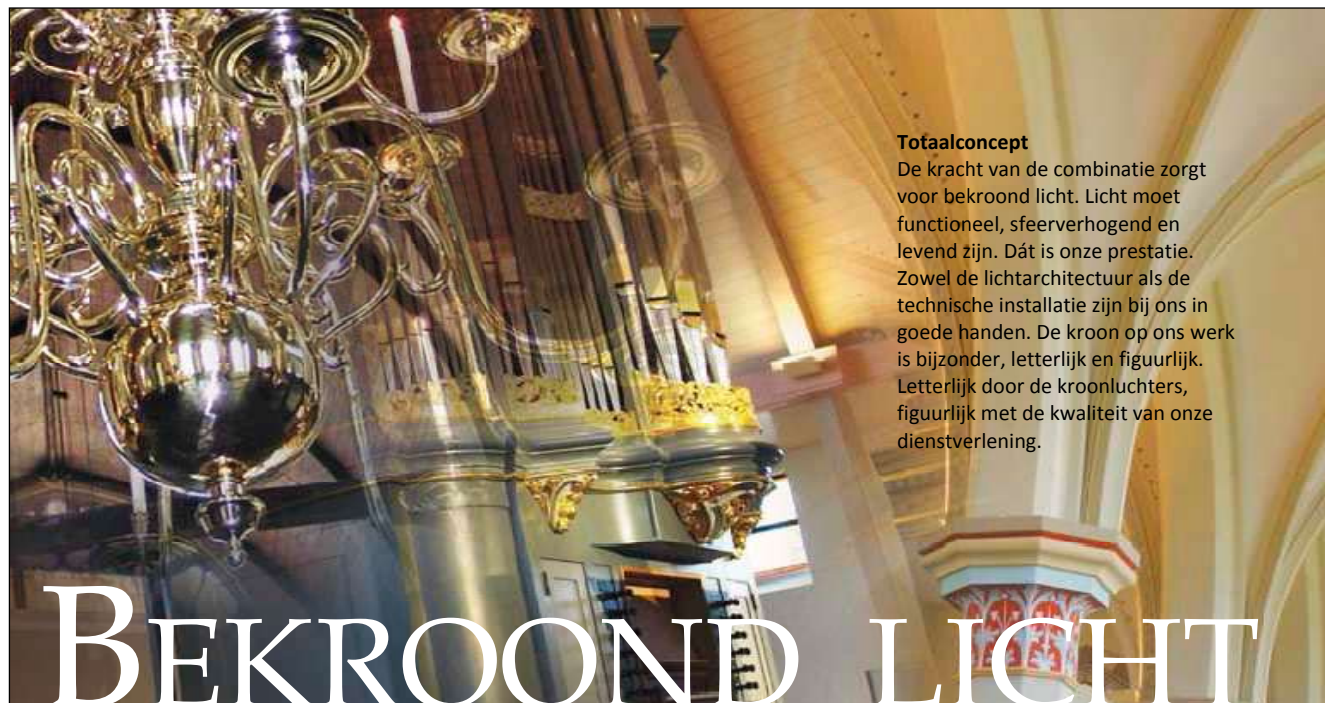 Totaalconcept
De kracht van de combinatie zorgt
voor bekroond licht. Licht moet
functioneel, sfeerverhogend en
levend zijn. Dát is onze prestatie.
Zowel de lichtarchitectuur als de
technische installatie zijn bij ons in
goede handen. De kroon op ons werk
is bijzonder, letterlijk en figuurlijk.
Letterlijk door de kroonluchters,
figuurlijk met de kwaliteit van onze
dienstverlening.
BEKROOND LICHT